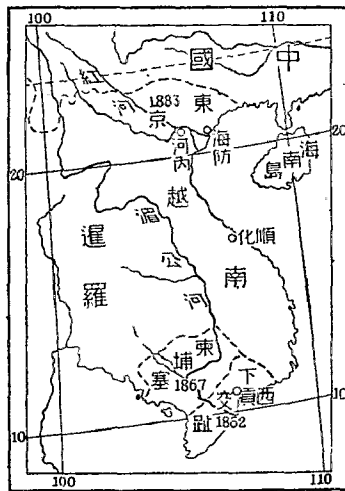 100
110
中國
紅河
東京
1883
河內
海防
海南島
20
20
越南
暹羅
湄公河
順化
柬埔塞
1867
下交趾
西貢
1862
10
10
100
110